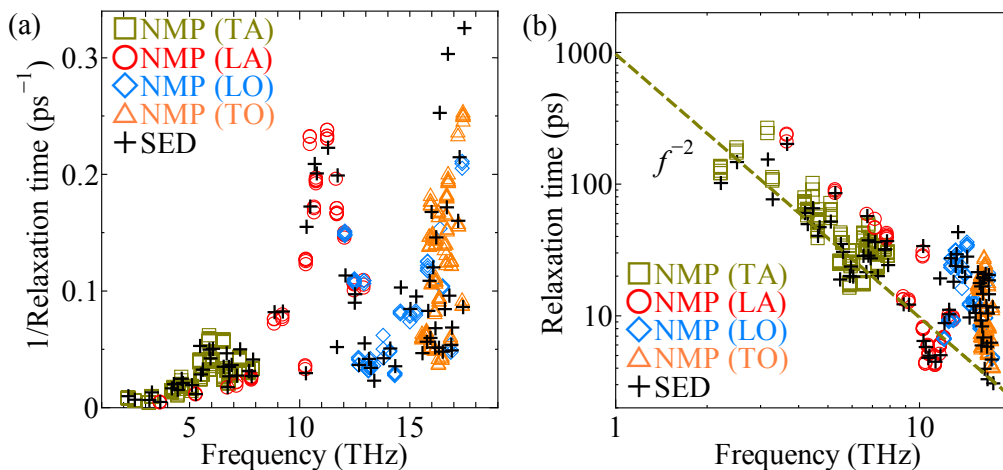 (a)
NMP (TA)
NMP (LA)
NMP (LO)
NMP (TO)
SED
1/Relaxation time (ps⁻¹)
0.3
0.2
0.1
0
5
10
15
Frequency (THz)
(b)
1000
100
10
Relaxation time (ps)
f⁻²
NMP (TA)
NMP (LA)
NMP (LO)
NMP (TO)
SED
1
10
Frequency (THz)